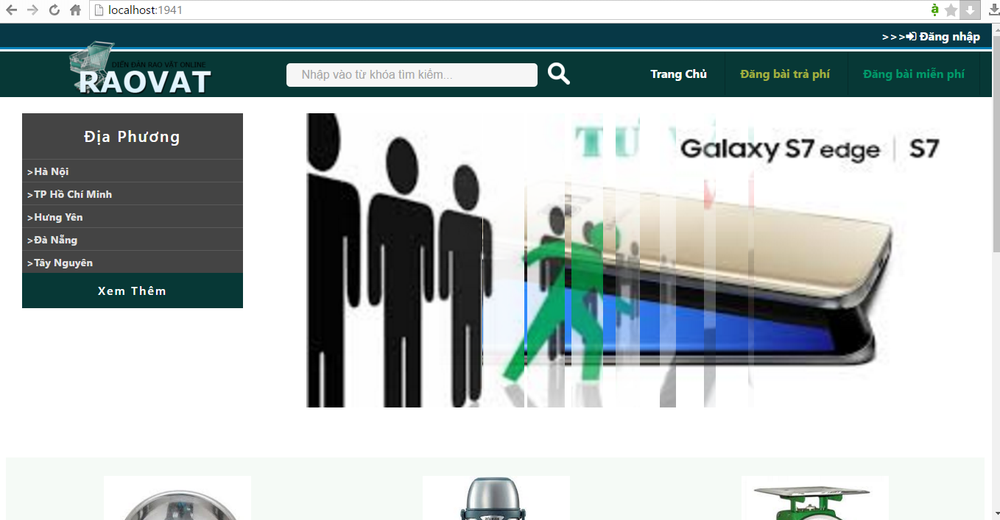 localhost:1941
>>> Đăng nhập
DIỄN ĐÀN RAO VẶT ONLINE
RAOVAT
Nhập vào từ khóa tìm kiếm...
Trang Chủ
Đăng bài trả phí
Đăng bài miễn phí
Địa Phương
>Hà Nội
>TP Hồ Chí Minh
>Hưng Yên
>Đà Nẵng
>Tây Nguyên
Xem Thêm
Galaxy S7 edge | S7